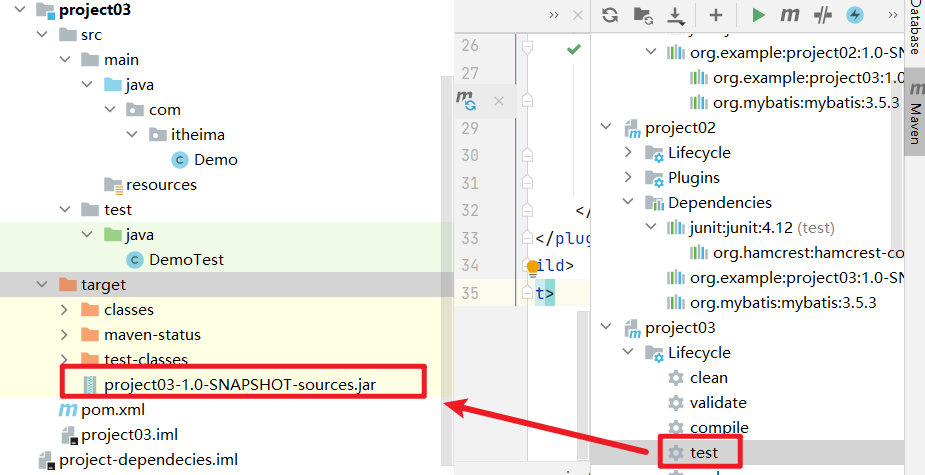 project03
src
main
java
com
itheima
Demo
resources
test
java
DemoTest
target
classes
maven-status
test-classes
project03-1.0-SNAPSHOT-sources.jar
pom.xml
project03.iml
project-dependecies.iml
26
27
29
30
31
32 </
33 </plug
34 ild>
35 t>
org.example:project02:1.0-SN
org.example:project03:1.0
org.mybatis:mybatis:3.5.3
project02
Lifecycle
Plugins
Dependencies
junit:junit:4.12 (test)
org.hamcrest:hamcrest-co
org.example:project03:1.0-SN
org.mybatis:mybatis:3.5.3
project03
Lifecycle
clean
validate
compile
test
Database
Maven